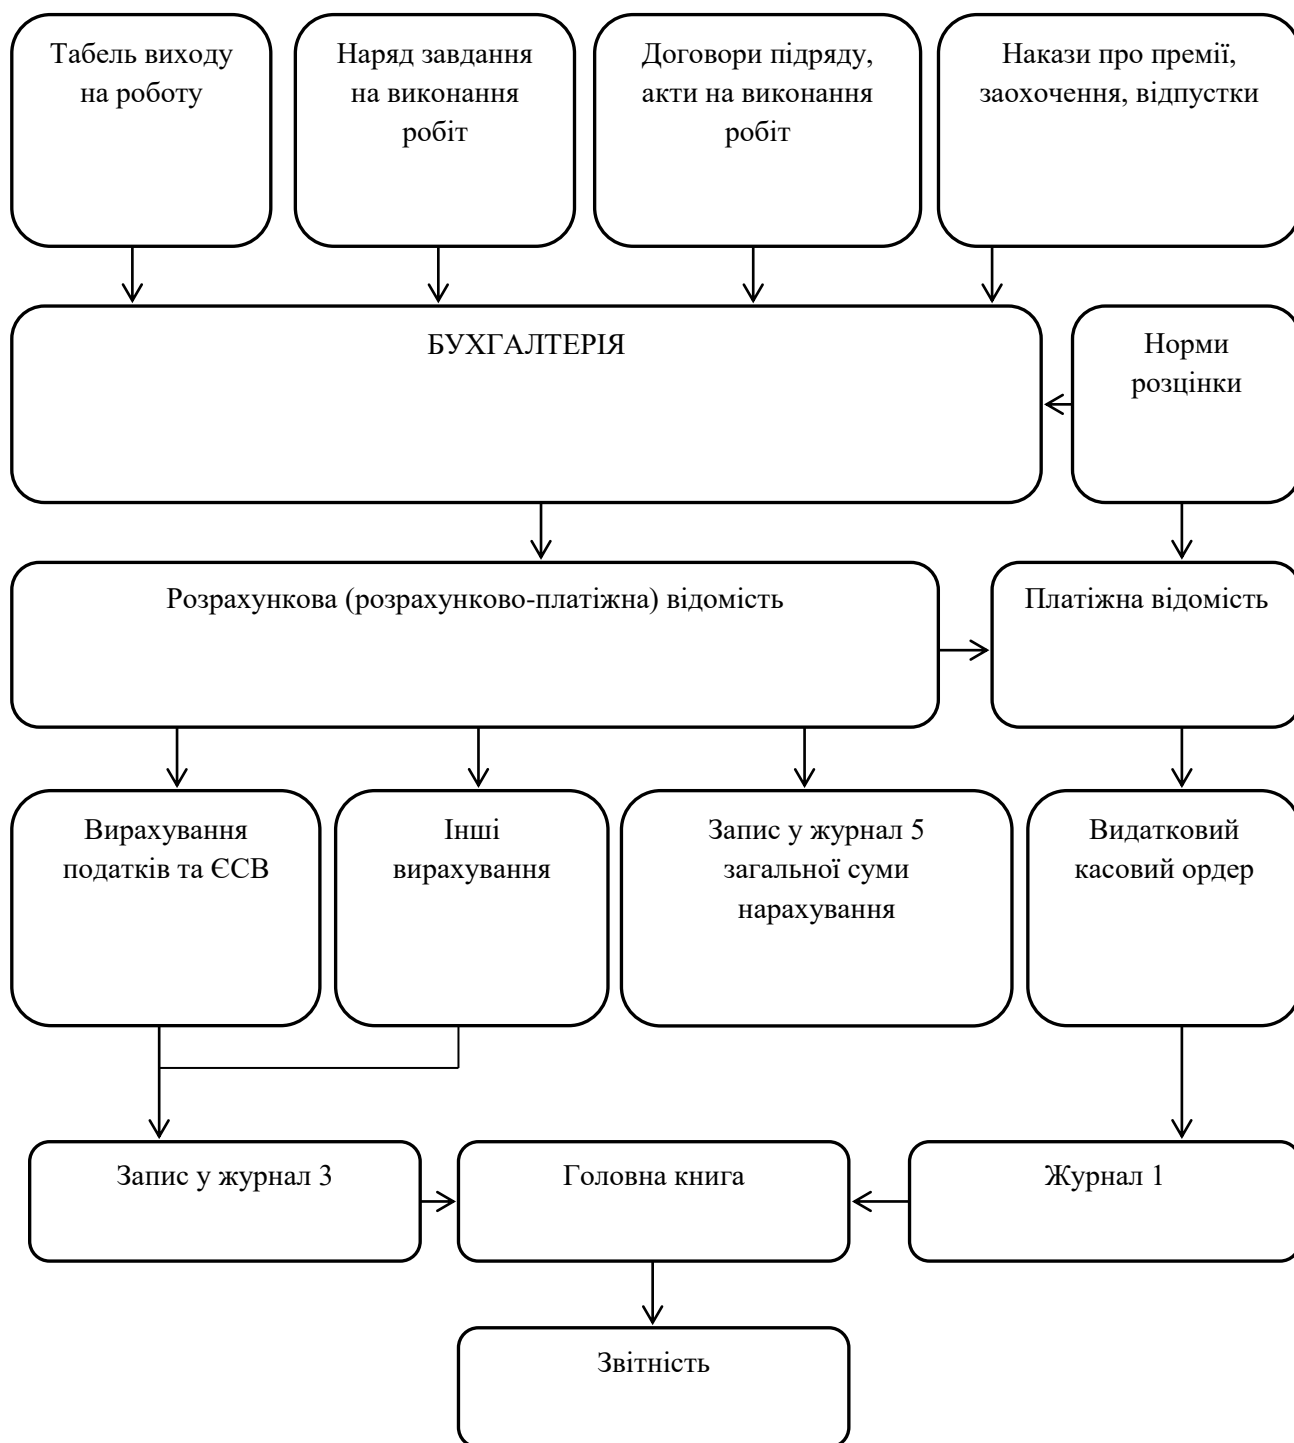 Табель виходу
на роботу
Наряд завдання
на виконання
робіт
Договори підряду,
акти на виконання
робіт
Накази про премії,
заохочення, відпустки
БУХГАЛТЕРІЯ
Норми
розцінки
Розрахункова (розрахунково-платіжна) відомість
Платіжна відомість
Вирахування
податків та ЄСВ
Інші
вирахування
Запис у журнал 5
загальної суми
нарахування
Видатковий
касовий ордер
Запис у журнал 3
Головна книга
Журнал 1
Звітність